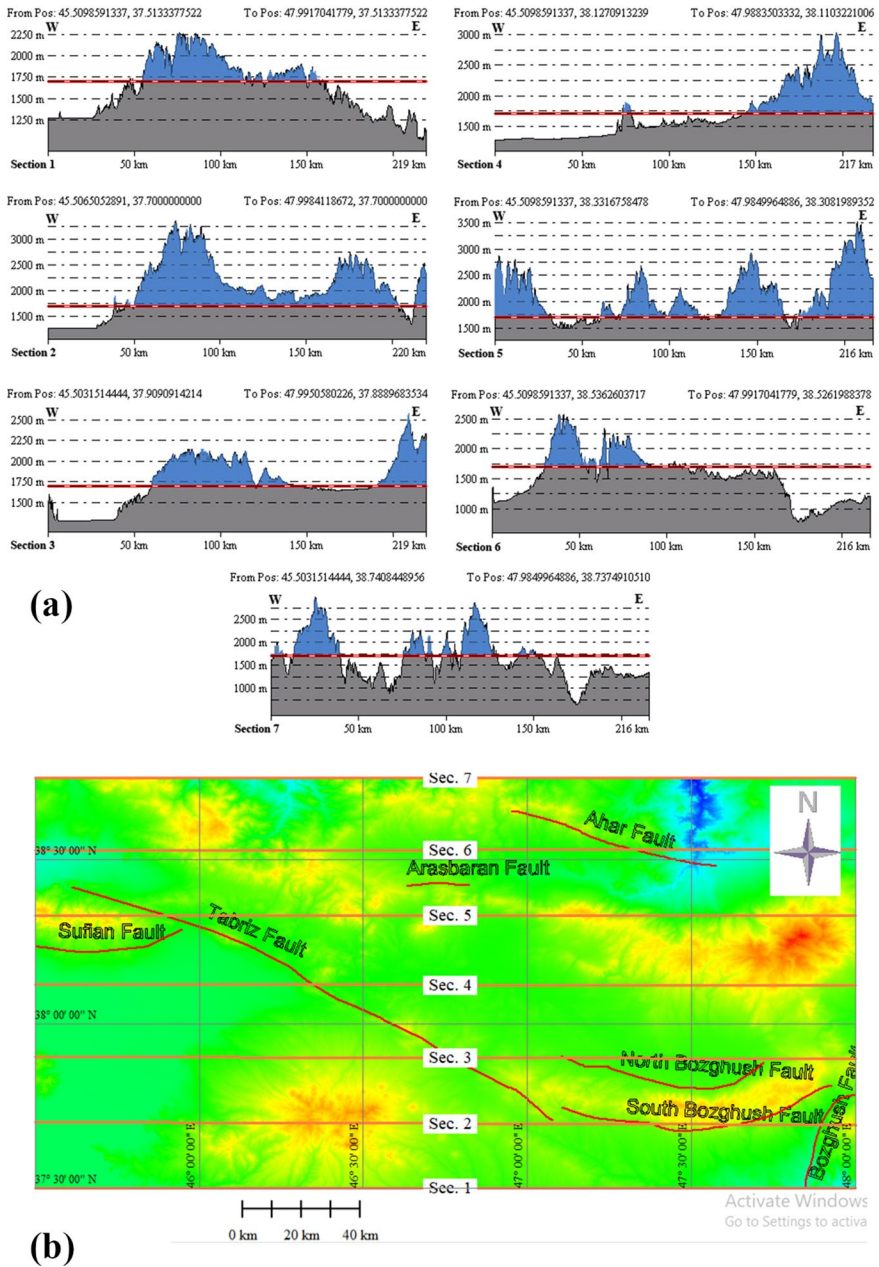 From Pos: 45.5098591337, 37.5133377522 To Pos: 47.9917041779, 37.5133377522
W E
2250 m
2000 m
1750 m
1500 m
1250 m
Section 1 50 km 100 km 150 km 219 km
From Pos: 45.5098591337, 38.1270913239 To Pos: 47.9883503332, 38.1103221006
W E
3000 m
2500 m
2000 m
1500 m
Section 4 50 km 100 km 150 km 217 km
From Pos: 45.5065052891, 37.7000000000 To Pos: 47.9984118672, 37.7000000000
W E
3000 m
2500 m
2000 m
1500 m
Section 2 50 km 100 km 150 km 220 km
From Pos: 45.5098591337, 38.3316758478 To Pos: 47.9849964886, 38.3081989352
W E
3500 m
3000 m
2500 m
2000 m
1500 m
Section 5 50 km 100 km 150 km 216 km
From Pos: 45.5031514444, 37.9090914214 To Pos: 47.9950580226, 37.8889683534
W E
2500 m
2250 m
2000 m
1750 m
1500 m
Section 3 50 km 100 km 150 km 219 km
From Pos: 45.5098591337, 38.5362603717 To Pos: 47.9917041779, 38.5261988378
W E
2500 m
2000 m
1500 m
1000 m
Section 6 50 km 100 km 150 km 216 km
(a)
From Pos: 45.5031514444, 38.7408448956 To Pos: 47.9849964886, 38.7374910510
W E
2500 m
2000 m
1500 m
1000 m
Section 7 50 km 100 km 150 km 216 km
Sec. 7
N
Ahar Fault
38° 30' 00" N
Sec. 6
Arasbaran Fault
Sec. 5
Sufian Fault
Tabriz Fault
Sec. 4
38° 00' 00" N
Sec. 3
North Bozghush Fault
South Bozghush Fault
Bozghush Fault
Sec. 2
37° 30' 00" N
46° 00' 00" E
46° 30' 00" E
47° 00' 00" E
47° 30' 00" E
48° 00' 00" E
Sec. 1
0 km 20 km 40 km
Activate Windows
Go to Settings to activa
(b)